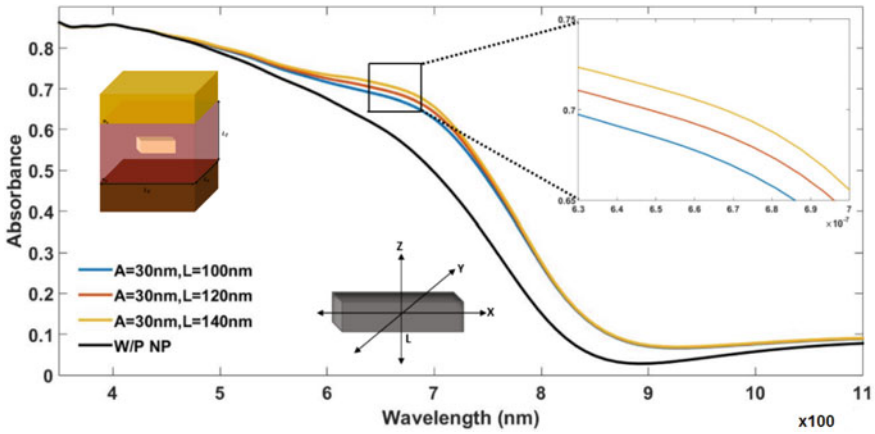 Absorbance
0.8
0.7
0.6
0.5
0.4
0.3
0.2
0.1
0
4
5
6
7
8
9
10
11
Wavelength (nm)
x100
A=30nm,L=100nm
A=30nm,L=120nm
A=30nm,L=140nm
W/P NP
Z
Y
X
L
0.75
0.7
0.65
6.3
6.4
6.5
6.6
6.7
6.8
6.9
7
×10⁻⁷